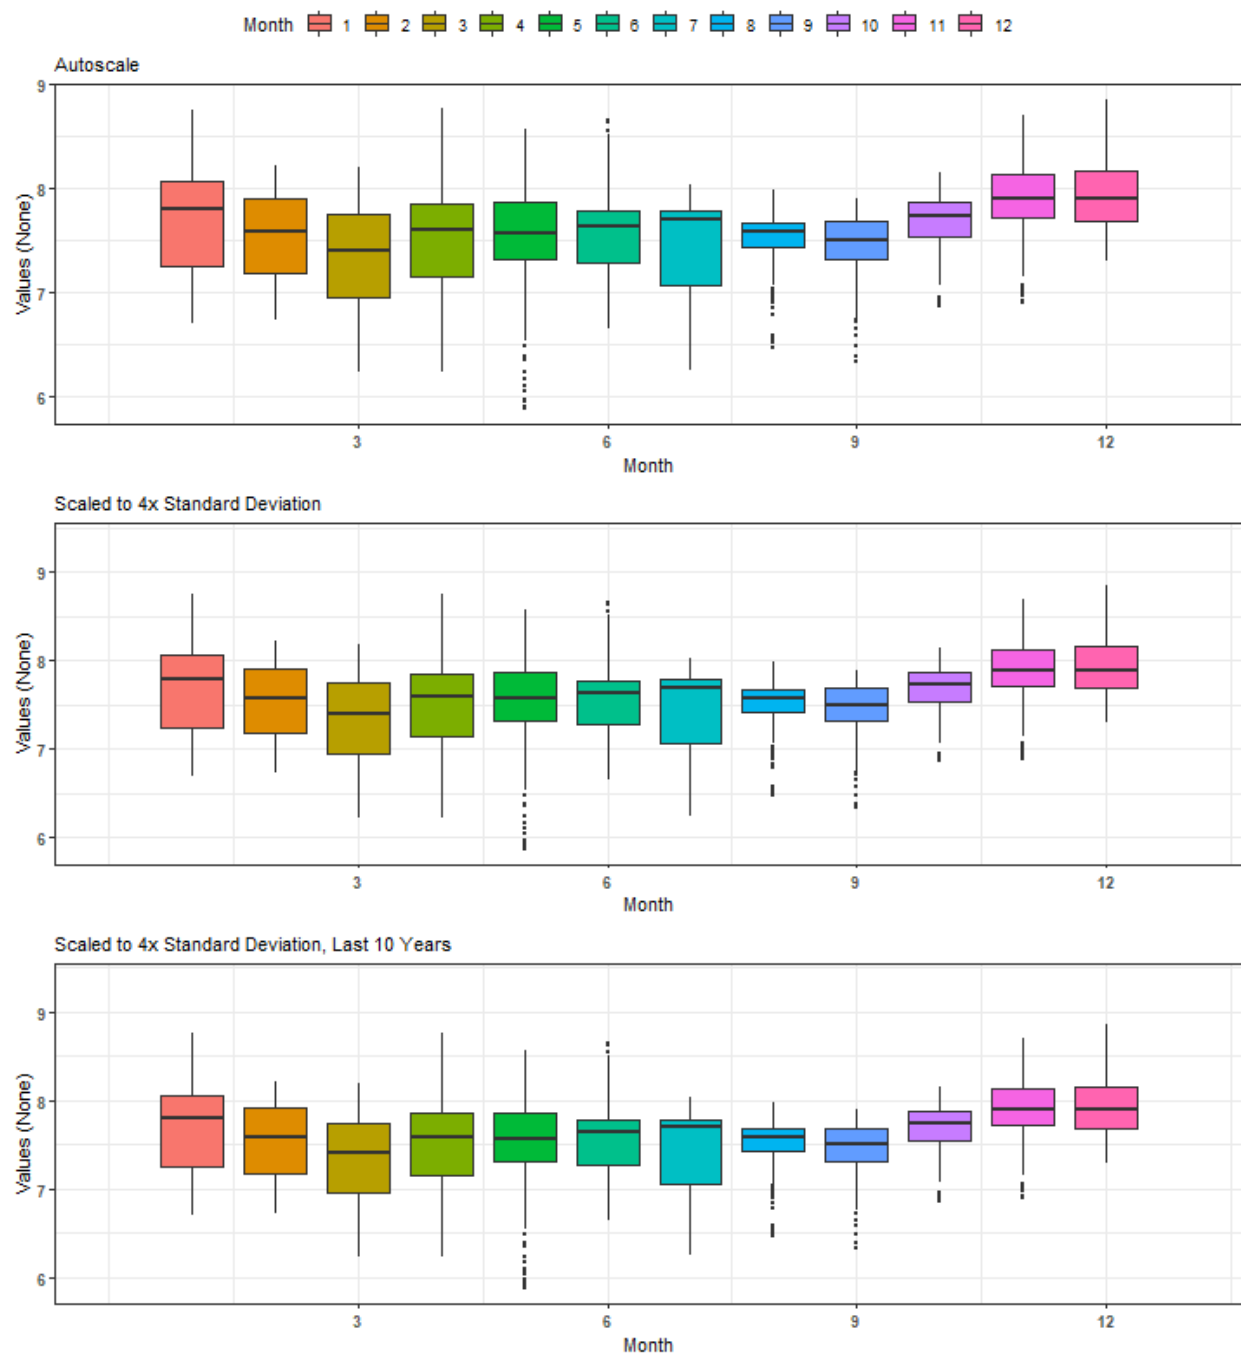 Month 1 2 3 4 5 6 7 8 9 10 11 12
Autoscale
Values (None)
9
8
7
6
3 6 9 12
Month
Scaled to 4x Standard Deviation
Values (None)
9
8
7
6
3 6 9 12
Month
Scaled to 4x Standard Deviation, Last 10 Years
Values (None)
9
8
7
6
3 6 9 12
Month